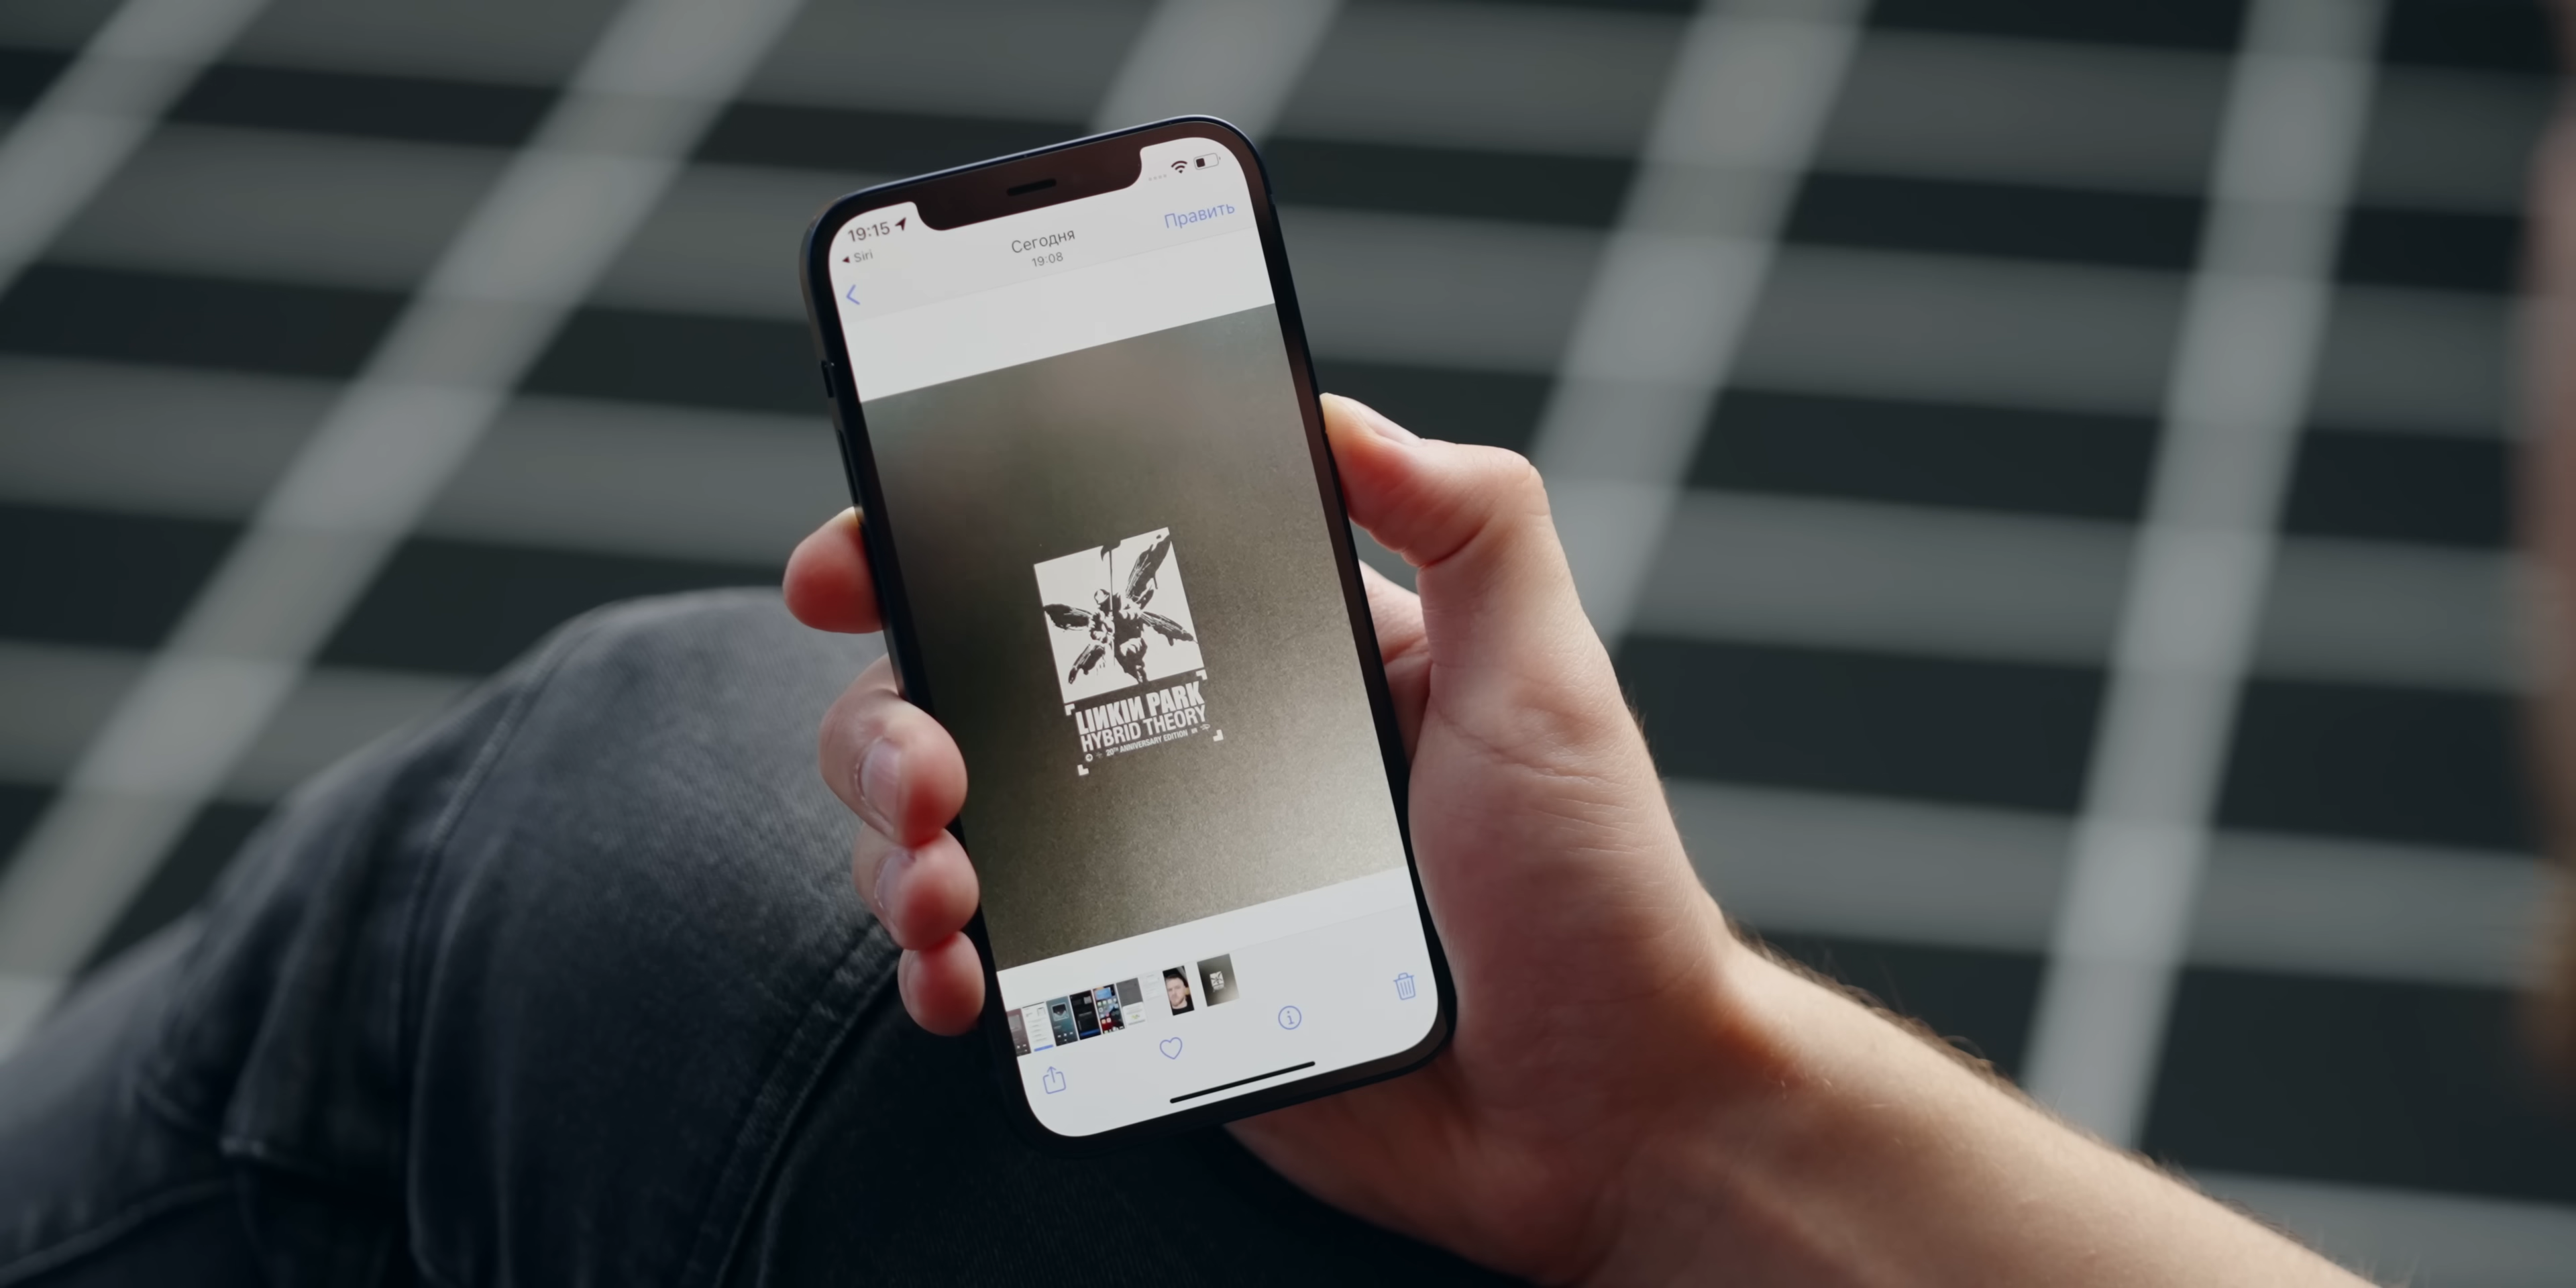 19:15
Siri
Сегодня
19:08
Править
LINKIN PARK
HYBRID THEORY
20TH ANNIVERSARY EDITION